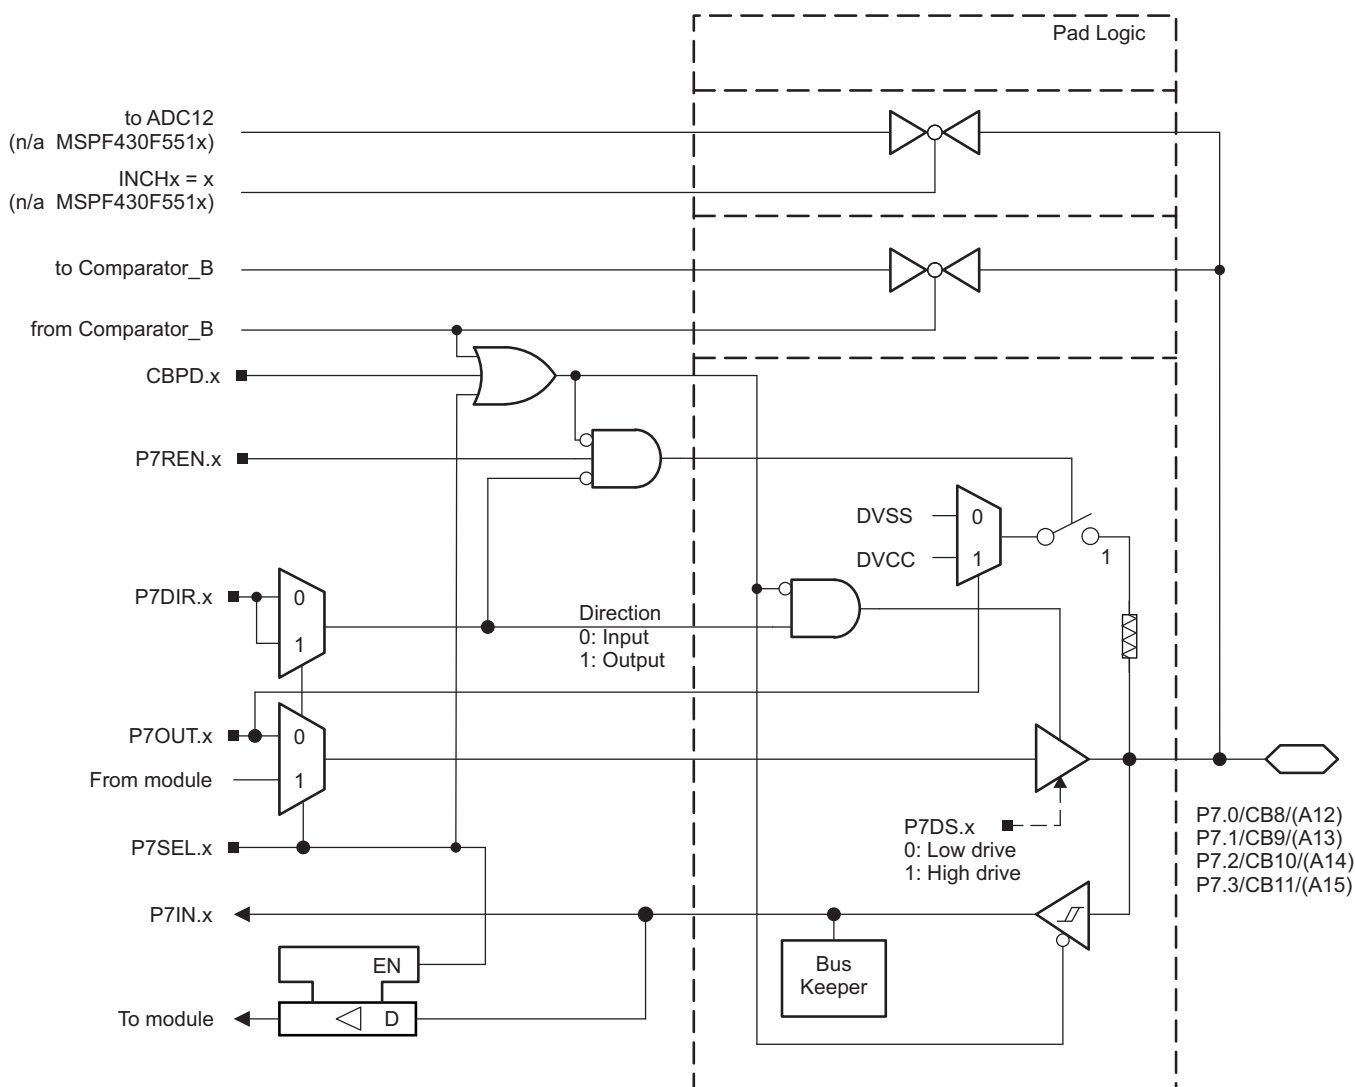 Pad Logic
to ADC12
(n/a MSPF430F551x)
INCHx = x
(n/a MSPF430F551x)
to Comparator_B
from Comparator_B
CBPD.x
P7REN.x
DVSS
0
DVCC
1
1
P7DIR.x
0
1
Direction
0: Input
1: Output
P7OUT.x
0
From module
1
P7DS.x
0: Low drive
1: High drive
P7.0/CB8/(A12)
P7.1/CB9/(A13)
P7.2/CB10/(A14)
P7.3/CB11/(A15)
P7SEL.x
P7IN.x
EN
Bus
Keeper
To module
D